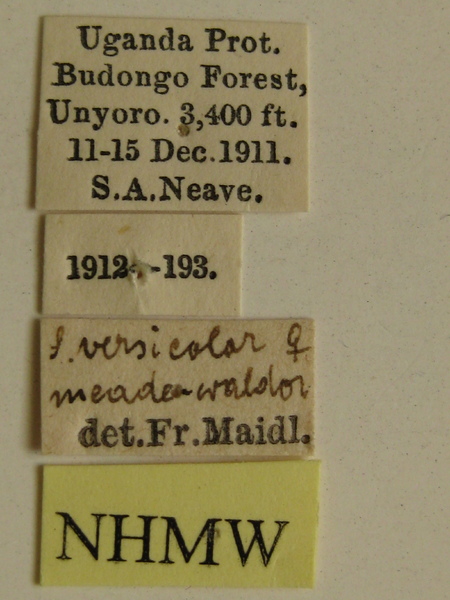 Uganda Prot.
Budongo Forest,
Unyoro. 3,400 ft.
11-15 Dec. 1911.
S.A.Neave.
1912-193.
S. versicolor ♀
meade-waldoi
det.Fr.Maidl.
NHMW